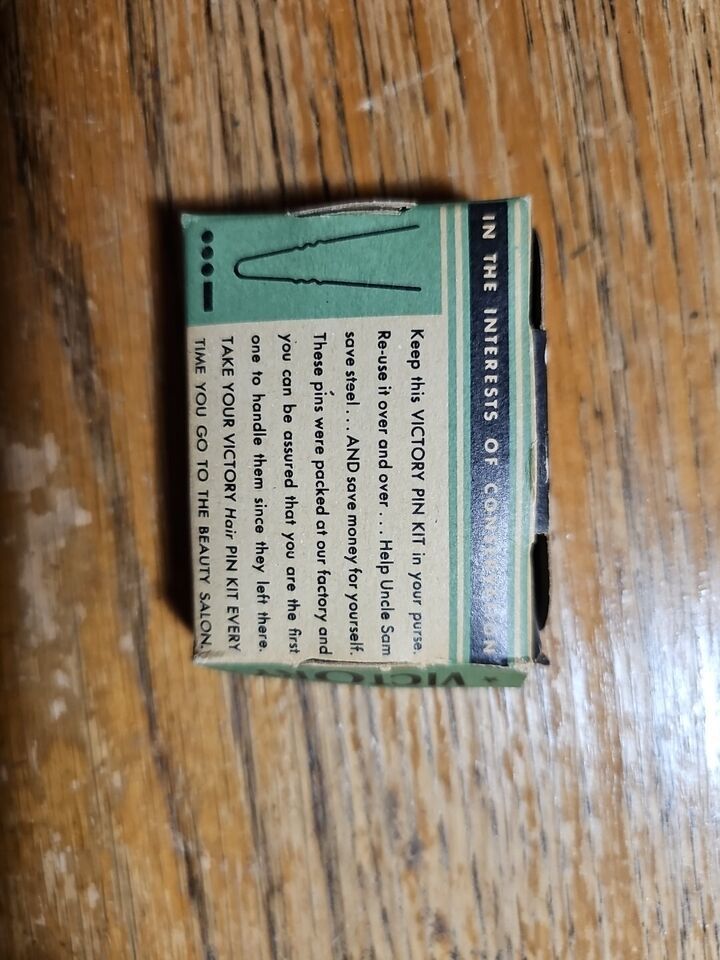 IN THE INTERESTS OF CONSERVATION
Keep this VICTORY PIN KIT in your purse.
Re-use it over and over . . . Help Uncle Sam
save steel . . . AND save money for yourself.
These pins were packed at our factory and
you can be assured that you are the first
one to handle them since they left there.
TAKE YOUR VICTORY Hair PIN KIT EVERY
TIME YOU GO TO THE BEAUTY SALON.
VICTORY